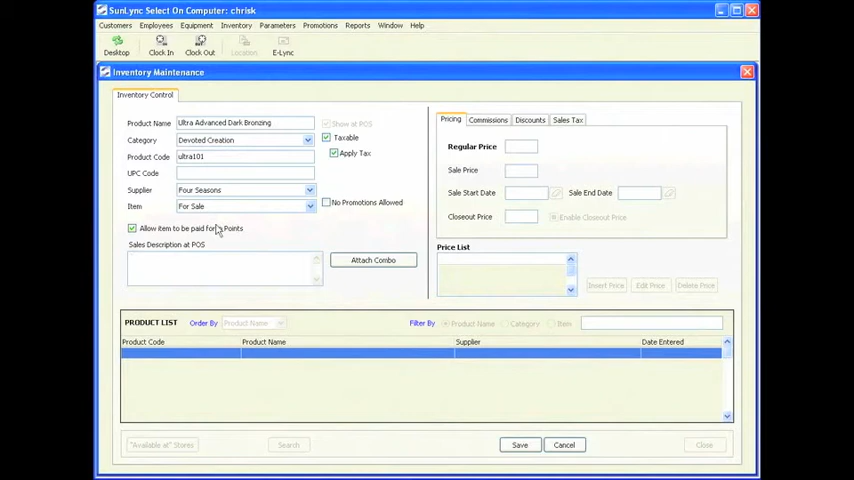 SunLync Select On Computer: chrisk
Customers Employees Equipment Inventory Parameters Promotions Reports Window Help
Desktop Clock In Clock Out Location E-Lync
Inventory Maintenance
Inventory Control
Product Name Ultra Advanced Dark Bronzing
Show at POS
Category Devoted Creation
Taxable
Product Code ultra101
Apply Tax
UPC Code
Supplier Four Seasons
Item For Sale
No Promotions Allowed
Allow item to be paid for Points
Sales Description at POS
Attach Combo
Pricing Commissions Discounts Sales Tax
Regular Price
Sale Price
Sale Start Date Sale End Date
Closeout Price Enable Closeout Price
Price List
Insert Price Edit Price Delete Price
PRODUCT LIST Order By Product Name Filter By Product Name Category Item
Product Code Product Name Supplier Date Entered
"Available at" Stores Search Save Cancel Close